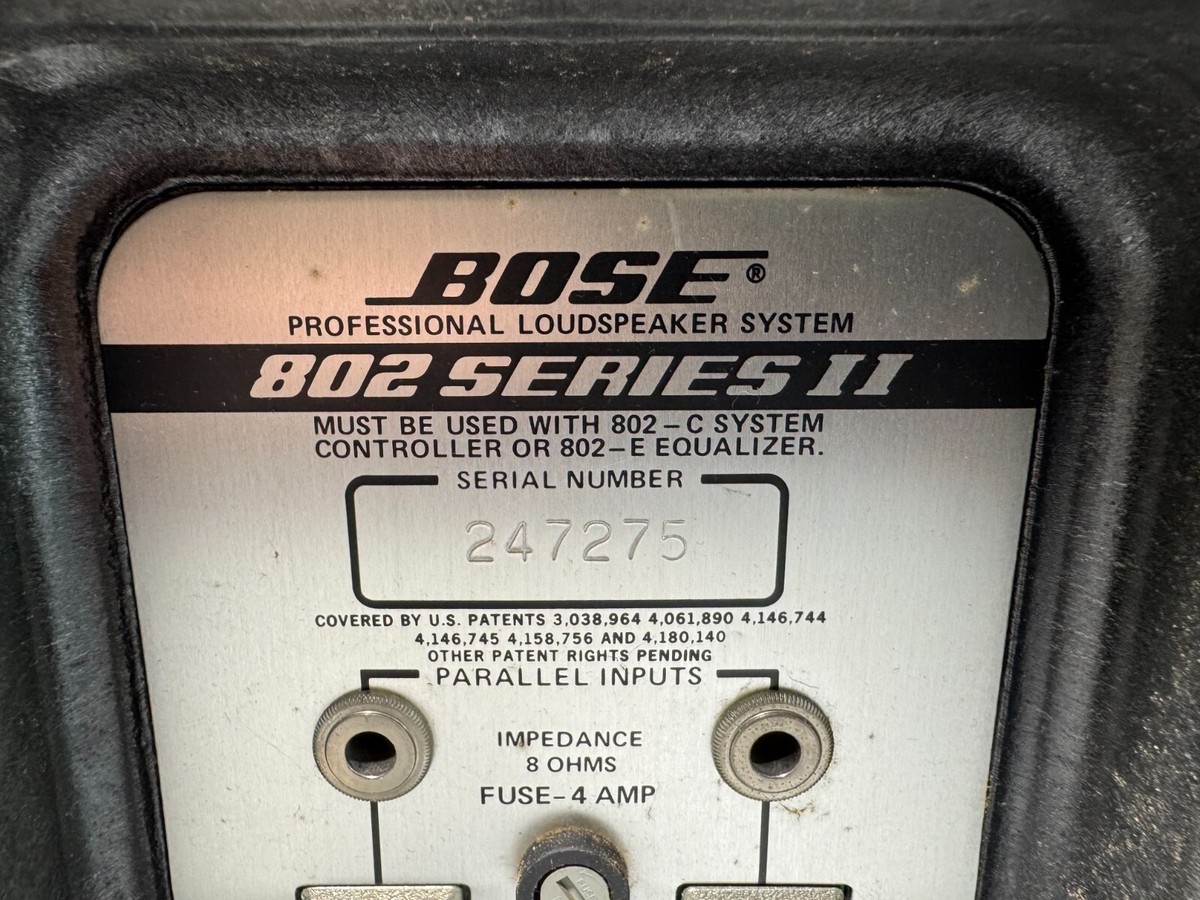 BOSE®
PROFESSIONAL LOUDSPEAKER SYSTEM
802 SERIES II
MUST BE USED WITH 802–C SYSTEM
CONTROLLER OR 802–E EQUALIZER.
SERIAL NUMBER
247275
COVERED BY U.S. PATENTS 3,038,964 4,061,890 4,146,744
4,146,745 4,158,756 AND 4,180,140
OTHER PATENT RIGHTS PENDING
PARALLEL INPUTS
IMPEDANCE
8 OHMS
FUSE–4 AMP